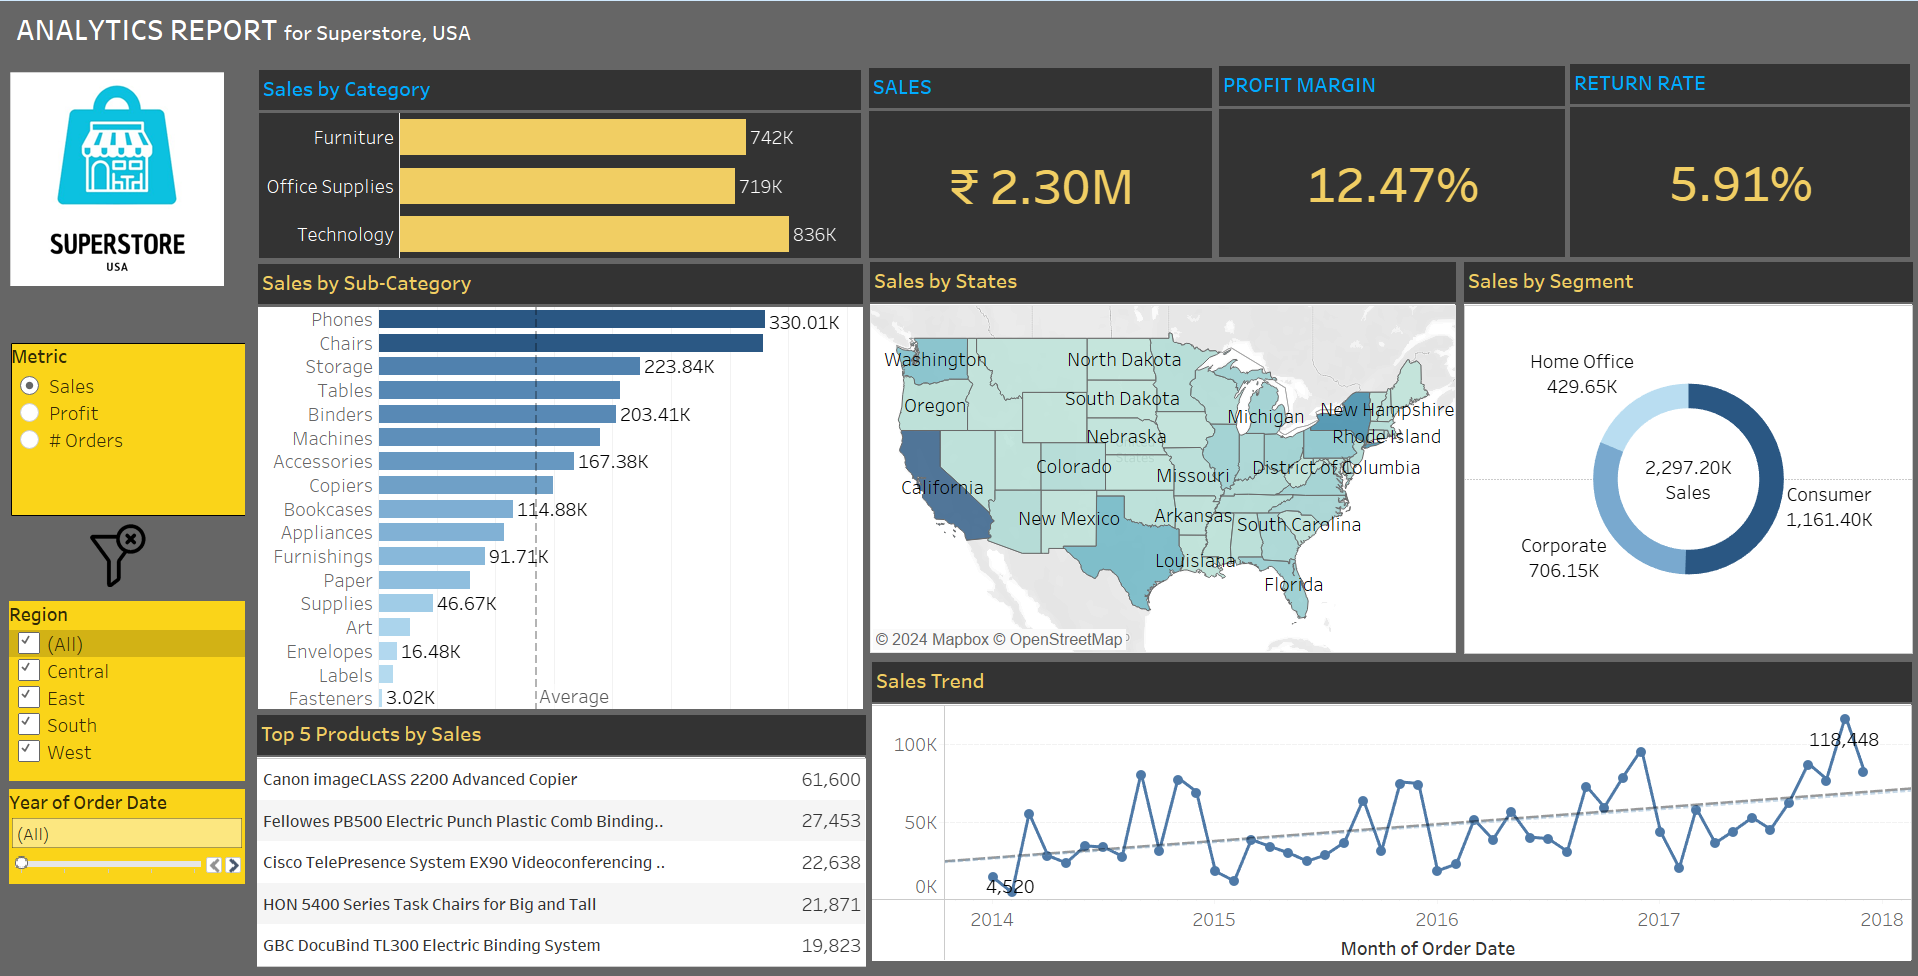 ANALYTICS REPORT for Superstore, USA
SUPERSTORE
USA
Metric
Sales
Profit
# Orders
Region
(All)
Central
East
South
West
Year of Order Date
(All)
Sales by Category
Furniture 742K
Office Supplies 719K
Technology 836K
SALES
₹ 2.30M
PROFIT MARGIN
12.47%
RETURN RATE
5.91%
Sales by Sub-Category
Phones 330.01K
Chairs
Storage 223.84K
Tables
Binders 203.41K
Machines
Accessories 167.38K
Copiers
Bookcases 114.88K
Appliances
Furnishings 91.71K
Paper
Supplies 46.67K
Art
Envelopes 16.48K
Labels
Fasteners 3.02K
Average
Sales by States
Washington
North Dakota
Oregon
South Dakota
Michigan
New Hampshire
Nebraska
Rhode Island
States
Colorado
Missouri
District of Columbia
California
New Mexico
Arkansas
South Carolina
Louisiana
Florida
© 2024 Mapbox © OpenStreetMap
Sales by Segment
Home Office
429.65K
2,297.20K
Sales
Consumer
1,161.40K
Corporate
706.15K
Top 5 Products by Sales
Canon imageCLASS 2200 Advanced Copier 61,600
Fellowes PB500 Electric Punch Plastic Comb Binding.. 27,453
Cisco TelePresence System EX90 Videoconferencing .. 22,638
HON 5400 Series Task Chairs for Big and Tall 21,871
GBC DocuBind TL300 Electric Binding System 19,823
Sales Trend
100K
118,448
50K
0K
4,520
2014 2015 2016 2017 2018
Month of Order Date